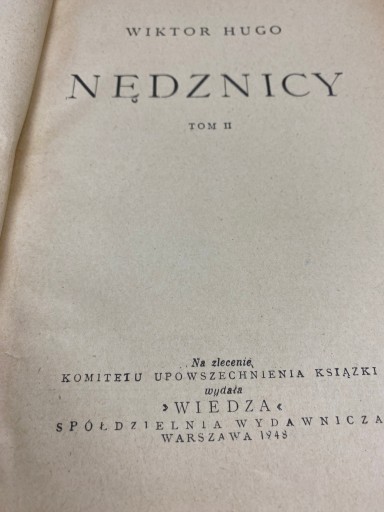 WIKTOR HUGO
NĘDZNICY
TOM II
Na zlecenie
KOMITETU UPOWSZECHNIENIA KSIĄŻKI
wydała
»WIEDZA«
SPÓŁDZIELNIA WYDAWNICZA
WARSZAWA 1948